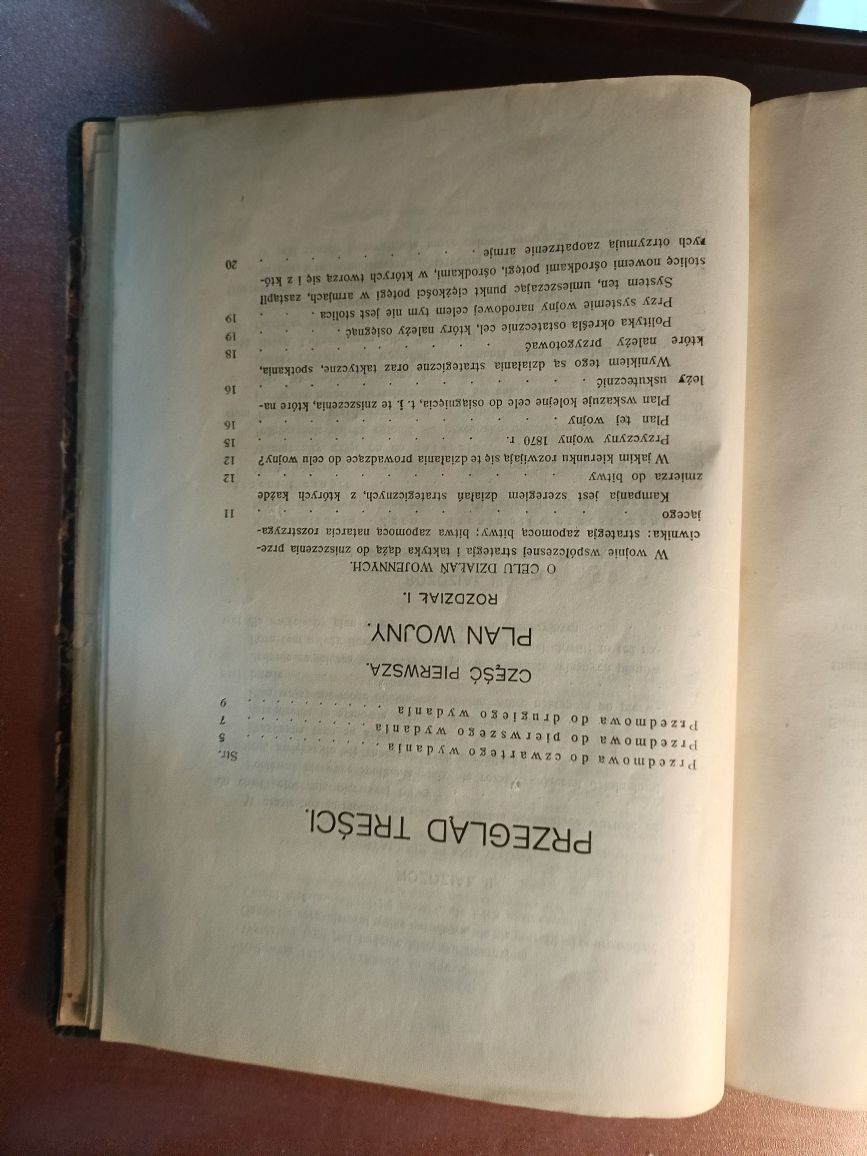 PRZEGLĄD TREŚCI.
Str.
Przedmowa do czwartego wydania . . . . . . . . . . 5
Przedmowa do pierwszego wydania . . . . . . . . . . 7
Przedmowa do drugiego wydania . . . . . . . . . . 9
CZĘŚĆ PIERWSZA.
PLAN WOJNY.
ROZDZIAŁ I.
O CELU DZIAŁAŃ WOJENNYCH.
W wojnie współczesnej strategja i taktyka dążą do zniszczenia prze-
ciwnika: strategja zapomocą bitwy; bitwa zapomocą natarcia rozstrzyga-
jącego . . . . . . . . . . . . 11
Kampanja jest szeregiem działań strategicznych, z których każde
zmierza do bitwy . . . . . . . . . . 12
W jakim kierunku rozwijają się te działania prowadzące do celu wojny? 12
Przyczyny wojny 1870 r. . . . . . . . . 15
Plan tej wojny . . . . . . . . . . 16
Plan wskazuje kolejne cele do osiągnięcia, t. j. te zniszczenia, które na-
leży uskutecznić . . . . . . . . . . 16
Wynikiem tego są działania strategiczne oraz taktyczne, spotkania,
które należy przygotować . . . . . . . . 18
Polityka określa ostatecznie cel, który należy osiągnąć . . . . 19
Przy systemie wojny narodowej celem tym nie jest stolica . . . 19
System ten, umieszczając punkt ciężkości potęgi w armjach, zastąpił
stolicę nowemi ośrodkami potęgi, ośrodkami, w których tworzą się i z któ-
rych otrzymują zaopatrzenie armje . . . . . . . . 20